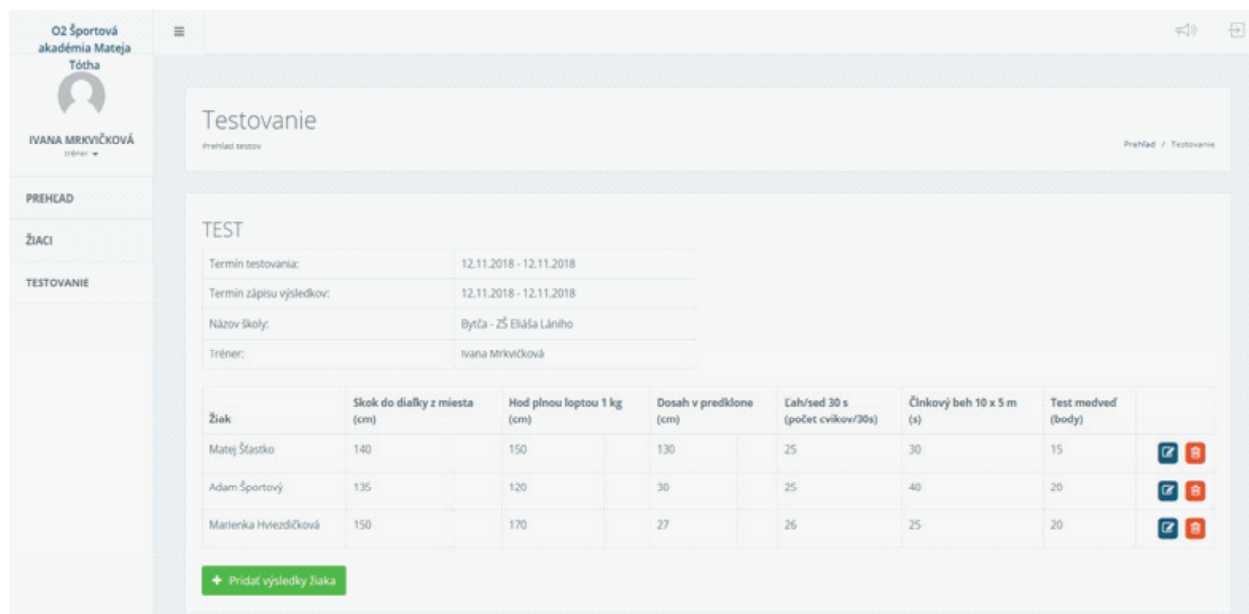 O2 Športová
akadémia Mateja
Tótha
IVANA MRKVIČKOVÁ
tréner
PREHĽAD
ŽIACI
TESTOVANIE
Testovanie
Prehľad testov
Prehľad / Testovanie
TEST
Termín testovania: 12.11.2018 - 12.11.2018
Termín zápisu výsledkov: 12.11.2018 - 12.11.2018
Názov školy: Bytča - ZŠ Eliáša Lániho
Tréner: Ivana Mrkvičková
Žiak Skok do diaľky z miesta (cm) Hod plnou loptou 1 kg (cm) Dosah v predklone (cm) Ľah/sed 30 s (počet cvikov/30s) Člnkový beh 10 x 5 m (s) Test medveď (body)
Matej Šťastko 140 150 130 25 30 15
Adam Športový 135 120 30 25 40 20
Marienka Hviezdičková 150 170 27 26 25 20
Pridať výsledky žiaka